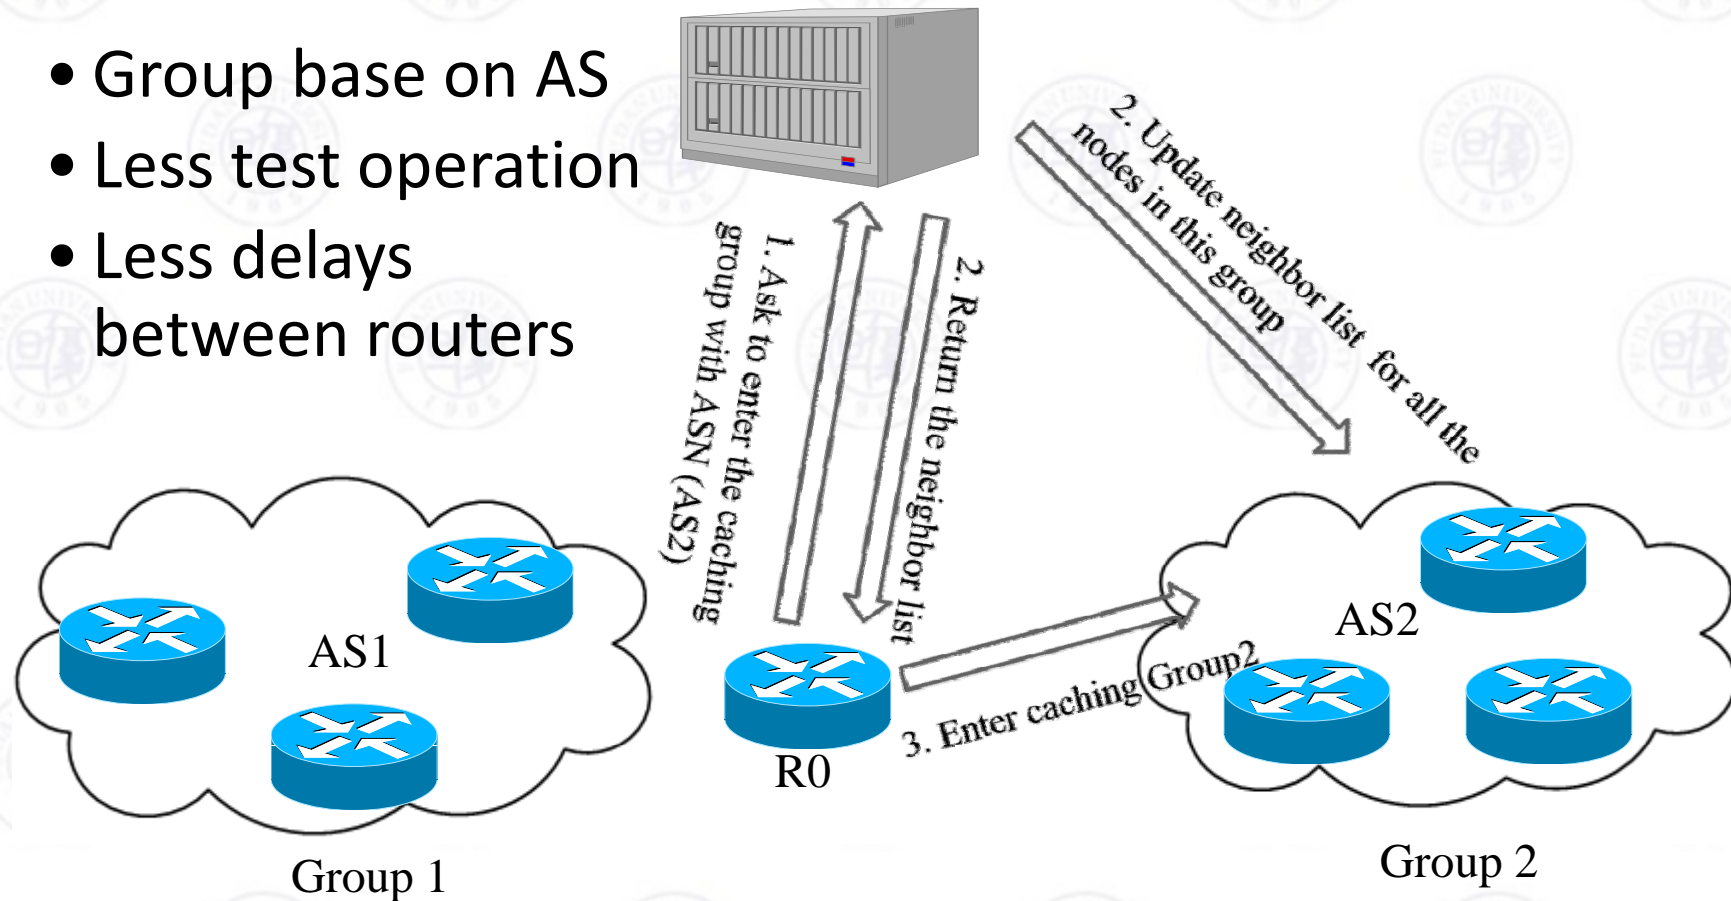 • Group base on AS
• Less test operation
• Less delays
between routers
1. Ask to enter the caching
group with ASN (AS2)
2. Return the neighbor list
2. Update neighbor list for all the
nodes in this group
3. Enter caching Group2
AS1
R0
AS2
Group 1
Group 2